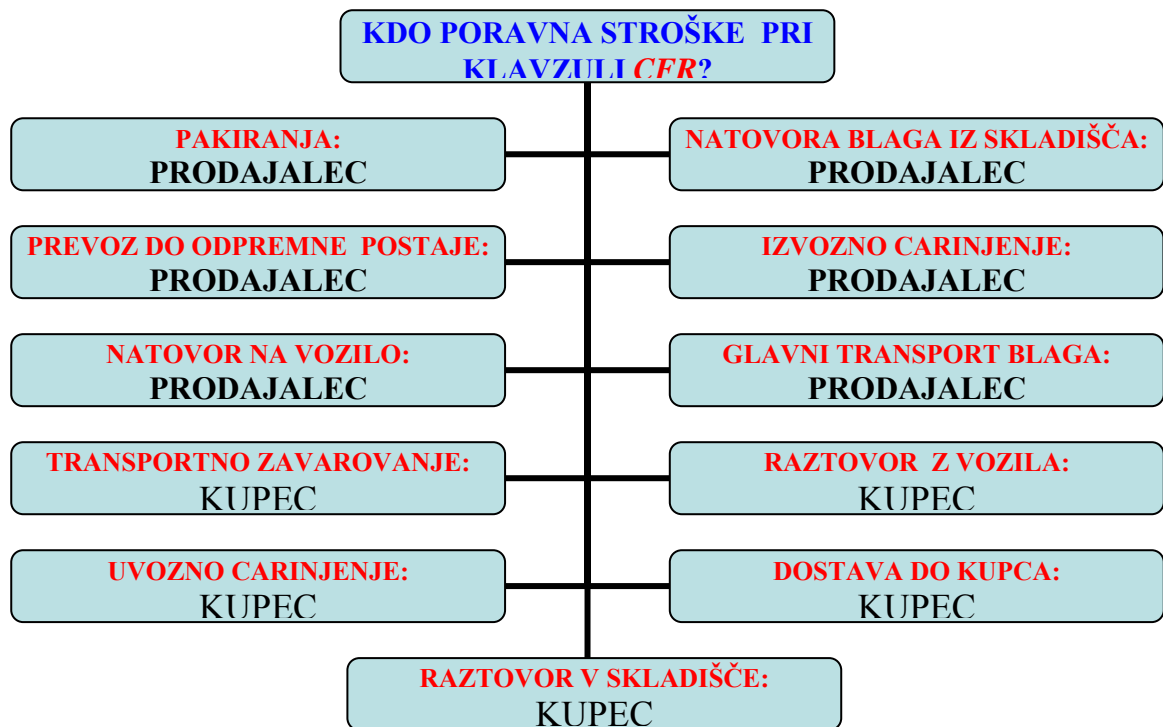 KDO PORAVNA STROŠKE PRI
KLAVZULI CFR?
PAKIRANJA:
PRODAJALEC
NATOVORA BLAGA IZ SKLADIŠČA:
PRODAJALEC
PREVOZ DO ODPREMNE POSTAJE:
PRODAJALEC
IZVOZNO CARINJENJE:
PRODAJALEC
NATOVOR NA VOZILO:
PRODAJALEC
GLAVNI TRANSPORT BLAGA:
PRODAJALEC
TRANSPORTNO ZAVAROVANJE:
KUPEC
RAZTOVOR Z VOZILA:
KUPEC
UVOZNO CARINJENJE:
KUPEC
DOSTAVA DO KUPCA:
KUPEC
RAZTOVOR V SKLADIŠČE:
KUPEC